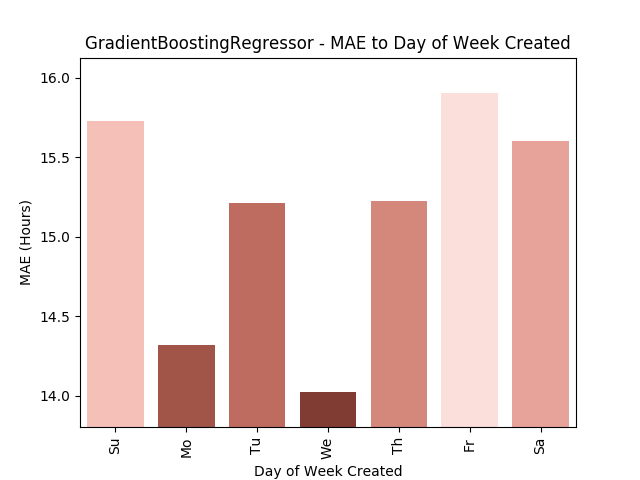 GradientBoostingRegressor - MAE to Day of Week Created
16.0
15.5
15.0
14.5
14.0
MAE (Hours)
Su
Mo
Tu
We
Th
Fr
Sa
Day of Week Created